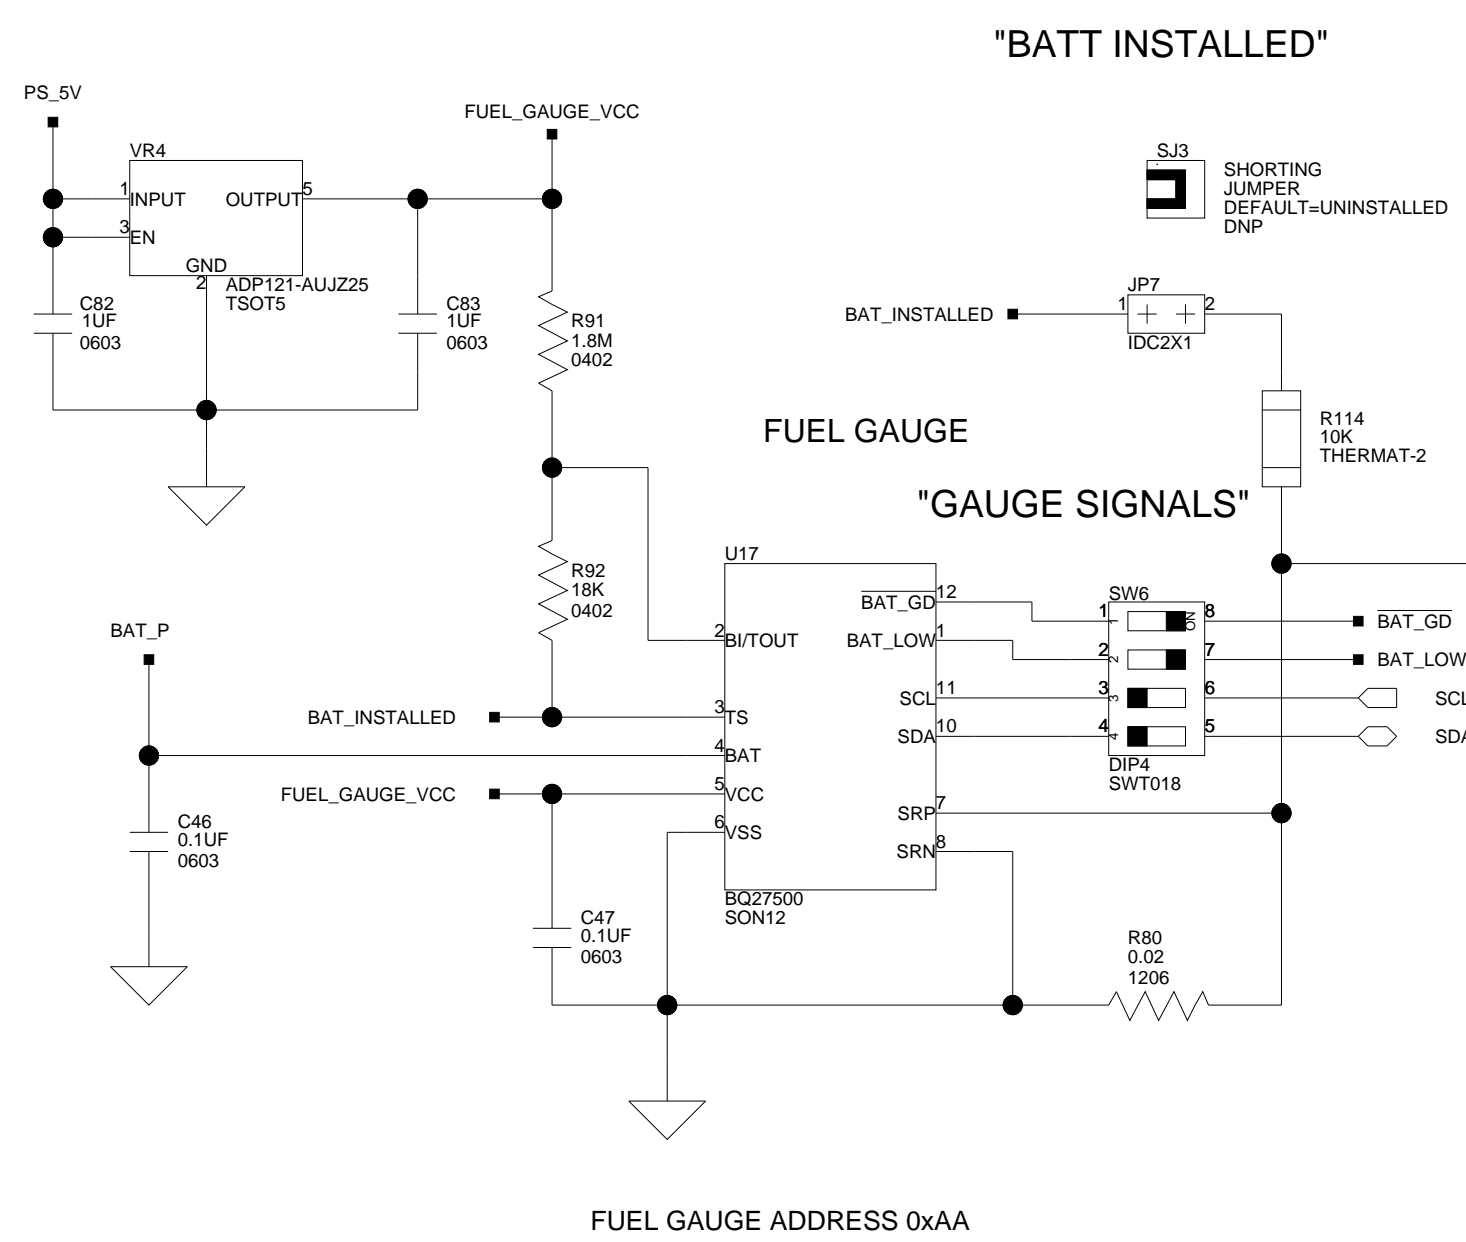 "BATT INSTALLED"
PS_5V
FUEL_GAUGE_VCC
VR4
1
INPUT
OUTPUT
5
3
EN
GND
2
ADP121-AUJZ25
TSOT5
C82
1UF
0603
C83
1UF
0603
R91
1.8M
0402
SJ3
SHORTING
JUMPER
DEFAULT=UNINSTALLED
DNP
BAT_INSTALLED
JP7
1
2
IDC2X1
R114
10K
THERMAT-2
FUEL GAUGE
"GAUGE SIGNALS"
R92
18K
0402
U17
BAT_GD
12
2
BI/TOUT
BAT_LOW
1
SCL
11
3
TS
SDA
10
4
BAT
5
VCC
SRP
7
6
VSS
SRN
8
BQ27500
SON12
SW6
1
1
ON
8
BAT_GD
2
2
7
BAT_LOW
3
3
6
SCL
4
4
5
DIP4
SWT018
BAT_P
BAT_INSTALLED
FUEL_GAUGE_VCC
C46
0.1UF
0603
C47
0.1UF
0603
R80
0.02
1206
FUEL GAUGE ADDRESS 0xAA